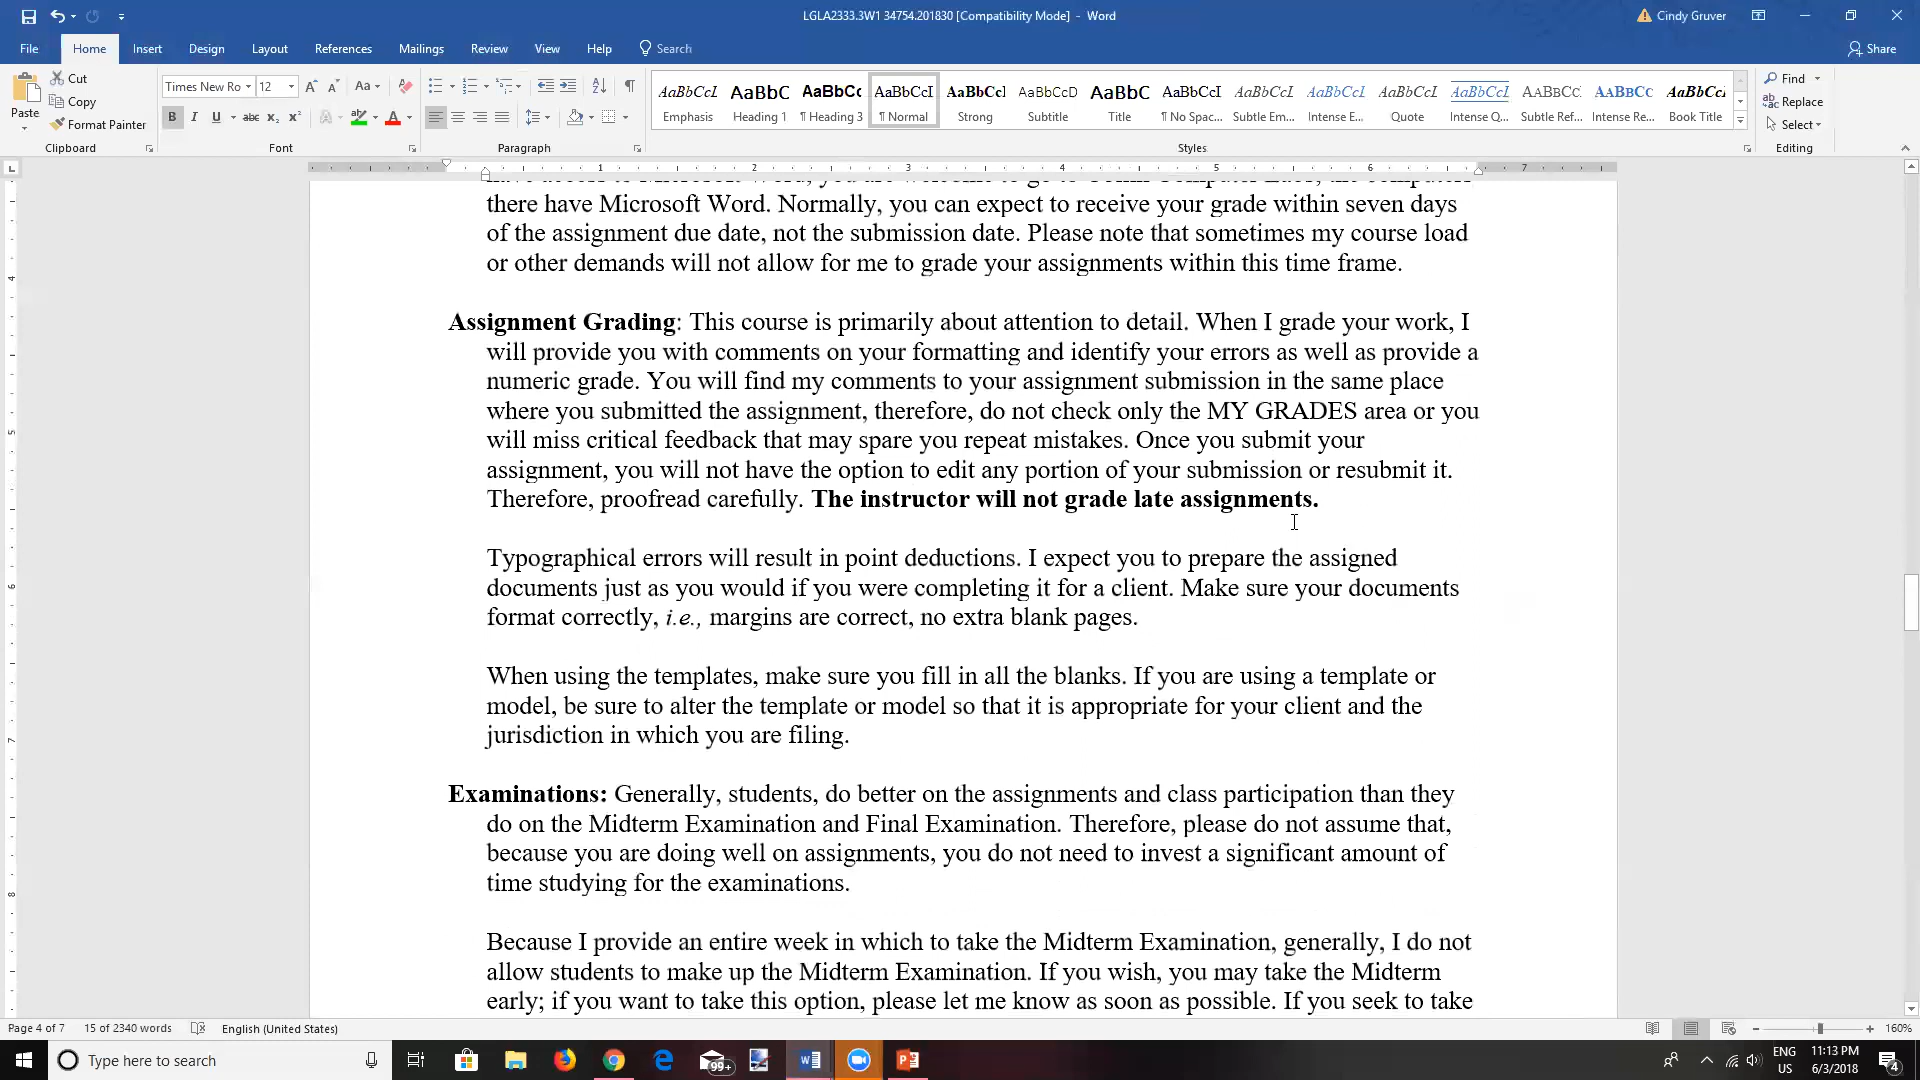 LGLA2333.3W1 34754.201830 [Compatibility Mode] - Word
Cindy Gruver
File Home Insert Design Layout References Mailings Review View Help Search Share
Paste
Cut
Copy
Format Painter
Times New Ro 12
AaBbCcI AaBbC AaBbCc AaBbCcI AaBbCcI AaBbCcD AaBbC AaBbCcI AaBbCcI AaBbCcI AaBbCcI AaBbCcI AABBCC AABBCC AaBbCcI
Emphasis Heading 1 ¶ Heading 3 ¶ Normal Strong Subtitle Title ¶ No Spac... Subtle Em... Intense E... Quote Intense Q... Subtle Ref... Intense Re... Book Title
Find
Replace
Select
Clipboard Font Paragraph Styles Editing
1 2 3 4 5 6 7
there have Microsoft Word. Normally, you can expect to receive your grade within seven days
of the assignment due date, not the submission date. Please note that sometimes my course load
or other demands will not allow for me to grade your assignments within this time frame.
Assignment Grading: This course is primarily about attention to detail. When I grade your work, I
will provide you with comments on your formatting and identify your errors as well as provide a
numeric grade. You will find my comments to your assignment submission in the same place
where you submitted the assignment, therefore, do not check only the MY GRADES area or you
will miss critical feedback that may spare you repeat mistakes. Once you submit your
assignment, you will not have the option to edit any portion of your submission or resubmit it.
Therefore, proofread carefully. The instructor will not grade late assignments.
Typographical errors will result in point deductions. I expect you to prepare the assigned
documents just as you would if you were completing it for a client. Make sure your documents
format correctly, i.e., margins are correct, no extra blank pages.
When using the templates, make sure you fill in all the blanks. If you are using a template or
model, be sure to alter the template or model so that it is appropriate for your client and the
jurisdiction in which you are filing.
Examinations: Generally, students, do better on the assignments and class participation than they
do on the Midterm Examination and Final Examination. Therefore, please do not assume that,
because you are doing well on assignments, you do not need to invest a significant amount of
time studying for the examinations.
Because I provide an entire week in which to take the Midterm Examination, generally, I do not
allow students to make up the Midterm Examination. If you wish, you may take the Midterm
early; if you want to take this option, please let me know as soon as possible. If you seek to take
Page 4 of 7 15 of 2340 words English (United States) 160%
Type here to search
99+
ENG
US
11:13 PM
6/3/2018
4